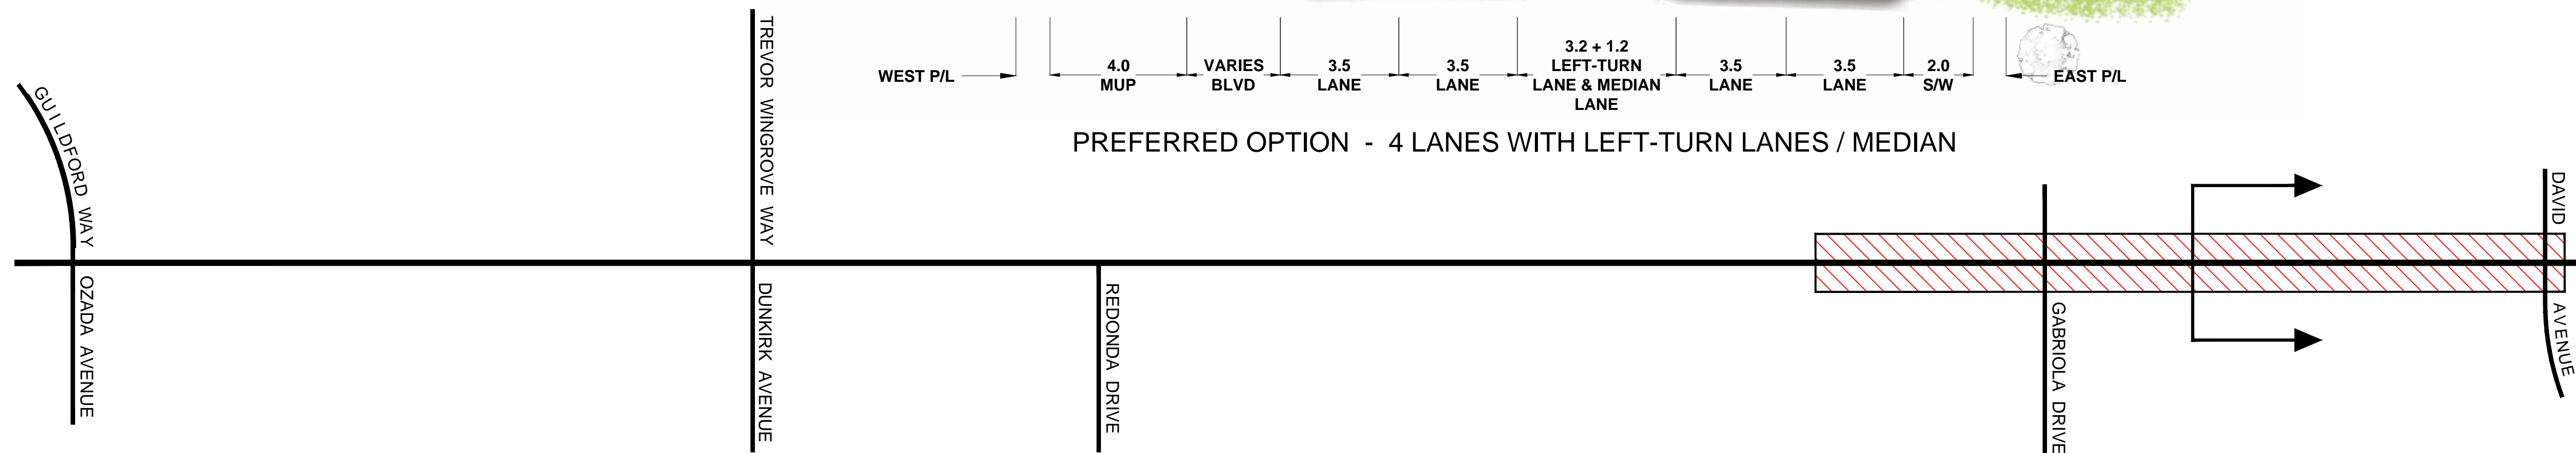 WEST P/L
4.0
MUP
VARIES
BLVD
3.5
LANE
3.5
LANE
3.2 + 1.2
LEFT-TURN
LANE & MEDIAN
LANE
3.5
LANE
3.5
LANE
2.0
S/W
EAST P/L
PREFERRED OPTION - 4 LANES WITH LEFT-TURN LANES / MEDIAN
GUILDFORD WAY
OZADA AVENUE
TREVOR WINGROVE WAY
DUNKIRK AVENUE
REDONDA DRIVE
GABRIOLA DRIVE
DAVID AVENUE